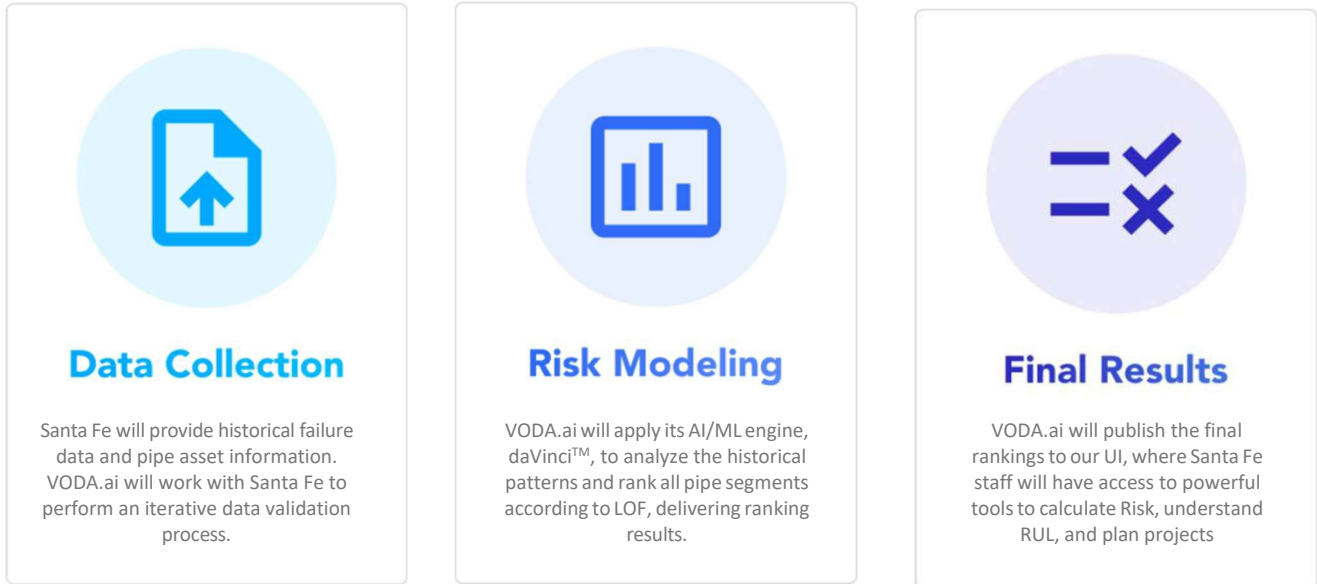 Data Collection
Santa Fe will provide historical failure
data and pipe asset information.
VODA.ai will work with Santa Fe to
perform an iterative data validation
process.
Risk Modeling
VODA.ai will apply its AI/ML engine,
daVinci™, to analyze the historical
patterns and rank all pipe segments
according to LOF, delivering ranking
results.
Final Results
VODA.ai will publish the final
rankings to our UI, where Santa Fe
staff will have access to powerful
tools to calculate Risk, understand
RUL, and plan projects